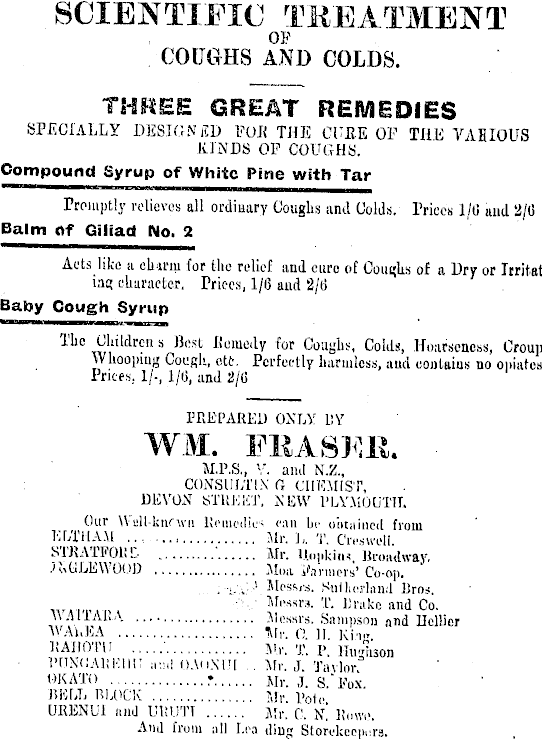 SCIENTIFIC TREATMENT
OF
COUGHS AND COLDS.
THREE GREAT REMEDIES
SPECIALLY DESIGNED FOR THE CURE OF THE VARIOUS
KINDS OF COUGHS.
Compound Syrup of White Pine with Tar
Promptly relieves all ordinary Coughs and Colds. Prices 1/6 and 2/6
Balm of Giliad No. 2
Acts like a charm for the relief and cure of Coughs of a Dry or Irritat
ing character. Prices, 1/6 and 2/6
Baby Cough Syrup
The Children s Best Remedy for Coughs, Colds, Hoarseness, Croup
Whooping Cough, etc. Perfectly harmless, and contains no opiates
Prices, 1/-, 1/6, and 2/6
PREPARED ONLY BY
WM. FRASER.
M.P.S., V. and N.Z.,
CONSULTING CHEMIST,
DEVON STREET, NEW PLYMOUTH.
Our Well-known Remedies can be obtained from
ELTHAM .............. Mr. L. T. Creswell.
STRATFORD .............. Mr. Hopkins, Broadway.
INGLEWOOD ............... Moa Farmers' Co-op.
Messrs. Sutherland Bros.
Messrs. T. Drake and Co.
WAITARA .................. Messrs. Sampson and Hellier
WAREA .................... Mr. C. H. King.
RAHOTU .................. Mr. T. P. Hughson
PUNGAREHU and OAONUI .. Mr. J. Taylor.
OKATO .................... Mr. J. S. Fox.
BELL BLOCK ............... Mr. Pote.
URENUI and URUTI ...... Mr. C. N. Rowe.
And from all Leading Storekeepers.